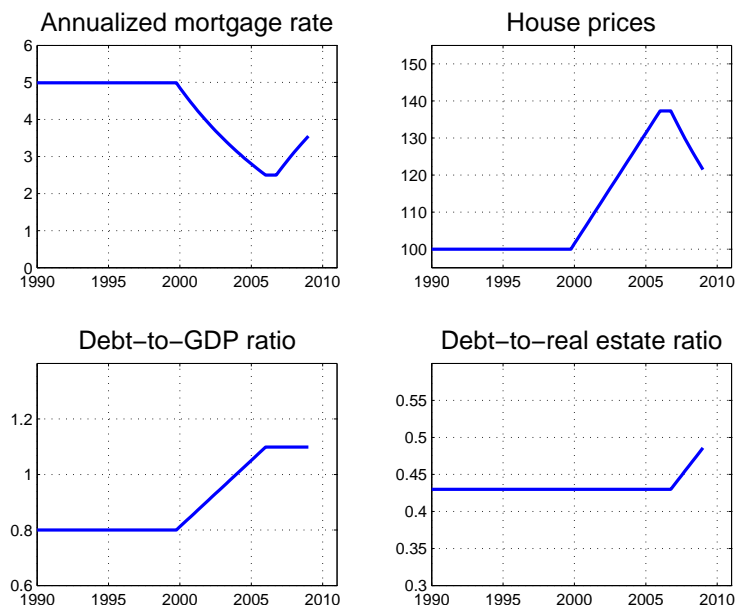 Annualized mortgage rate
6
5
4
3
2
1
0
1990 1995 2000 2005 2010
House prices
150
140
130
120
110
100
1990 1995 2000 2005 2010
Debt−to−GDP ratio
1.2
1
0.8
0.6
1990 1995 2000 2005 2010
Debt−to−real estate ratio
0.55
0.5
0.45
0.4
0.35
0.3
1990 1995 2000 2005 2010